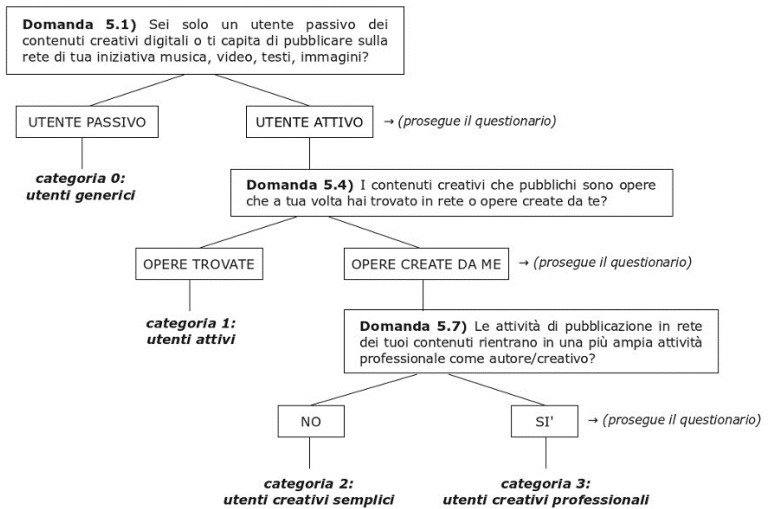 Domanda 5.1) Sei solo un utente passivo dei
contenuti creativi digitali o ti capita di pubblicare sulla
rete di tua iniziativa musica, video, testi, immagini?
UTENTE PASSIVO
UTENTE ATTIVO
→ (prosegue il questionario)
categoria 0:
utenti generici
Domanda 5.4) I contenuti creativi che pubblichi sono opere
che a tua volta hai trovato in rete o opere create da te?
OPERE TROVATE
OPERE CREATE DA ME
→ (prosegue il questionario)
categoria 1:
utenti attivi
Domanda 5.7) Le attività di pubblicazione in rete
dei tuoi contenuti rientrano in una più ampia attività
professionale come autore/creativo?
NO
SI'
→ (prosegue il questionario)
categoria 2:
utenti creativi semplici
categoria 3:
utenti creativi professionali